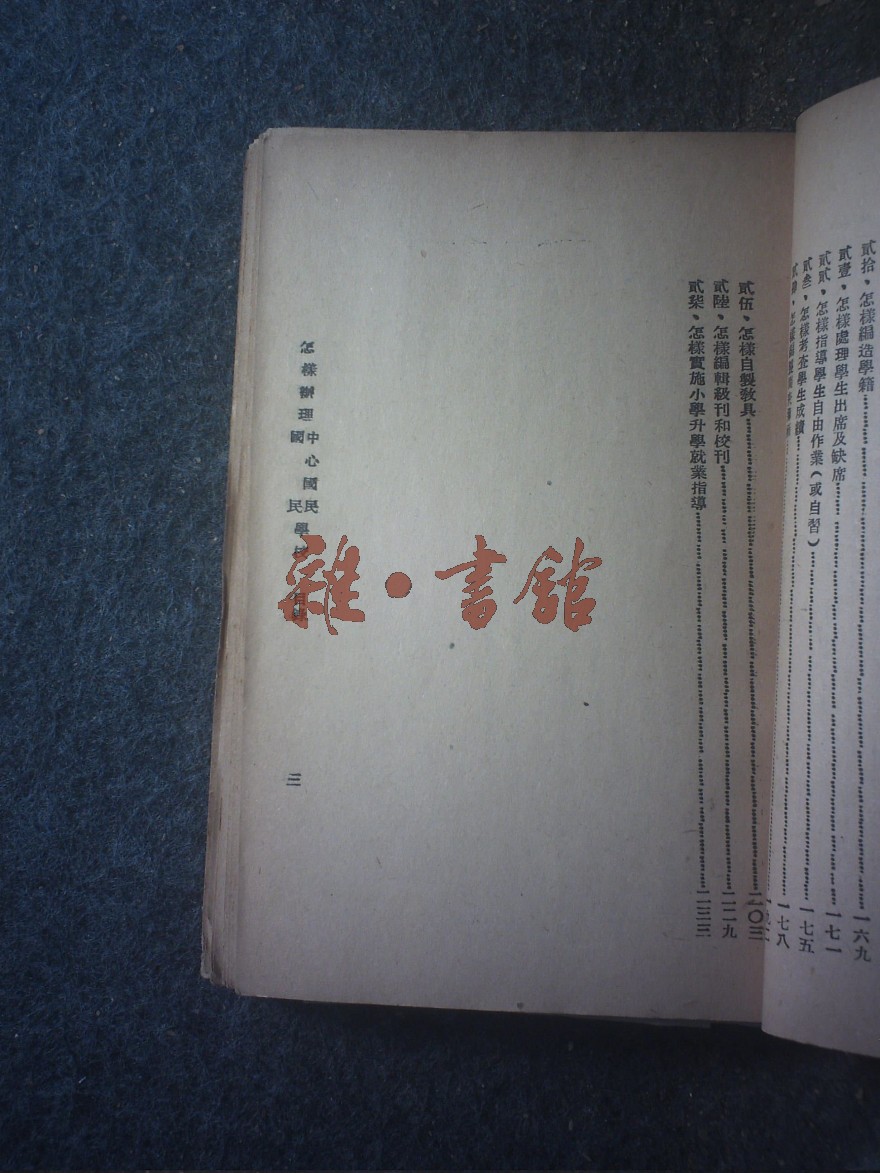 貳拾、怎樣編造學籍……一六九
貳壹、怎樣處理學生出席及缺席……一七一
貳貳、怎樣指導學生自由作業(或自習)……一七五
貳叁、怎樣考查學生成績……一七八
貳伍、怎樣自製教具……二〇三
貳陸、怎樣編輯級刊和校刊……二二九
貳柒、怎樣實施小學升學就業指導……二三三
怎樣辦理中心國民國民學校 目錄
三
雜·書館